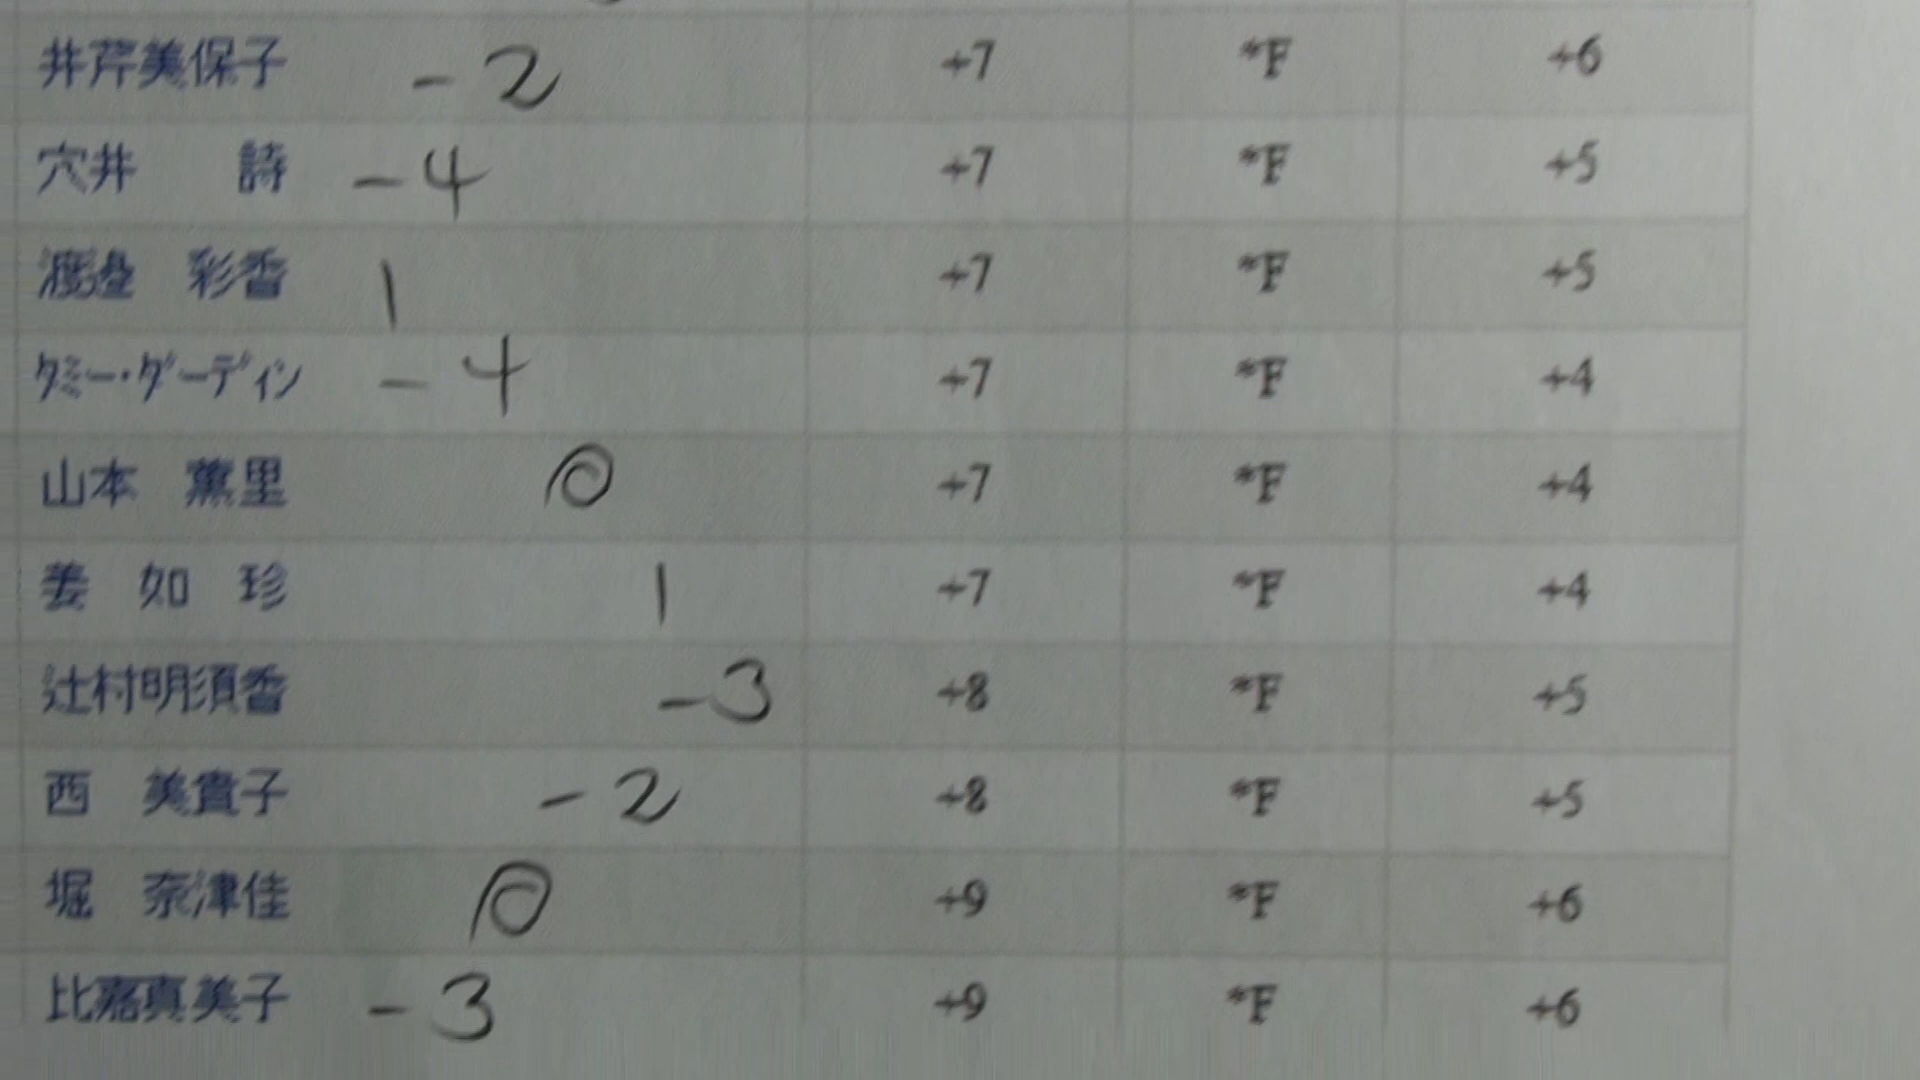 井芹美保子 -2 +7 *F +6
穴井 詩 -4 +7 *F +5
渡邉 彩香 1 +7 *F +5
タミー・ダーディン -4 +7 *F +4
山本 薫里 0 +7 *F +4
姜 如 珍 1 +7 *F +4
辻村明須香 -3 +8 *F +5
西 美貴子 -2 +8 *F +5
堀 奈津佳 0 +9 *F +6
比嘉真美子 -3 +9 *F +6